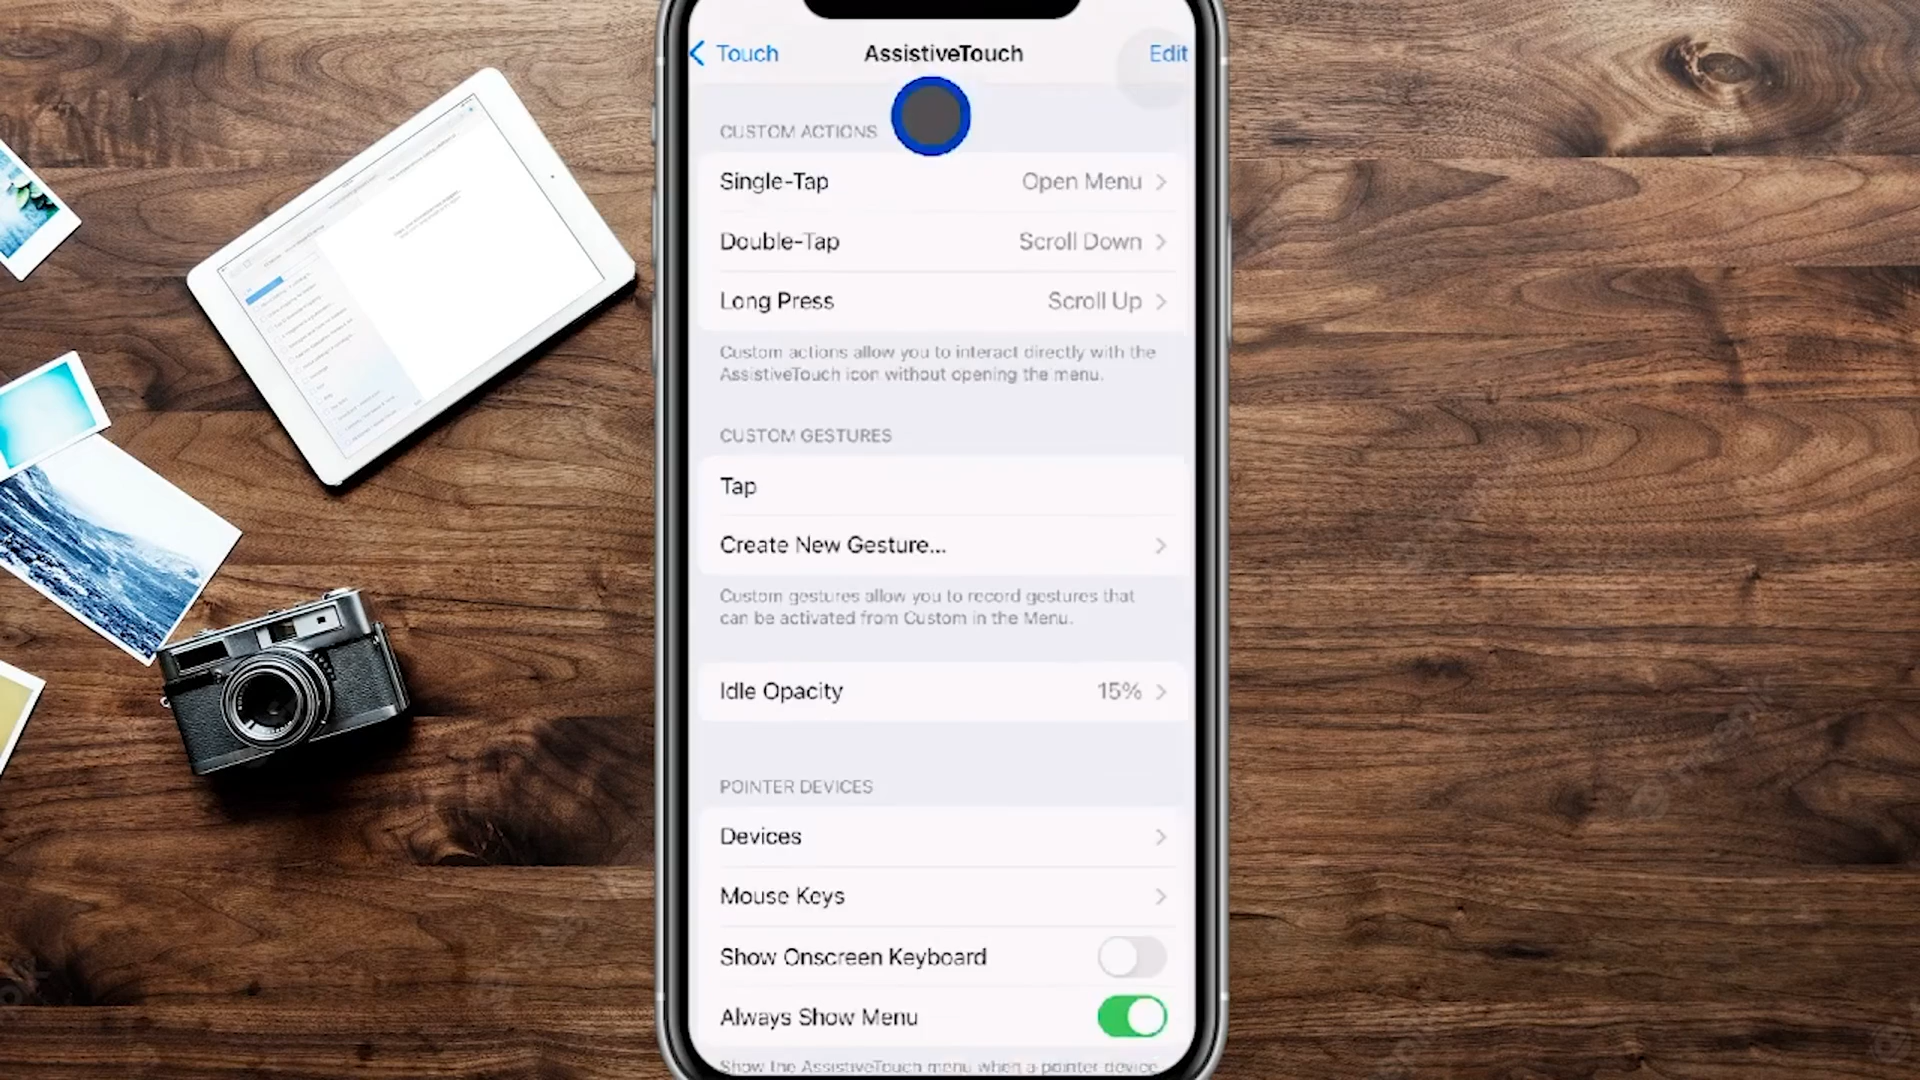 Touch
AssistiveTouch
Edit
CUSTOM ACTIONS
Single-Tap
Open Menu
Double-Tap
Scroll Down
Long Press
Scroll Up
Custom actions allow you to interact directly with the
AssistiveTouch icon without opening the menu.
CUSTOM GESTURES
Tap
Create New Gesture...
Custom gestures allow you to record gestures that
can be activated from Custom in the Menu.
Idle Opacity
15%
POINTER DEVICES
Devices
Mouse Keys
Show Onscreen Keyboard
Always Show Menu
Show the AssistiveTouch menu when a pointer device